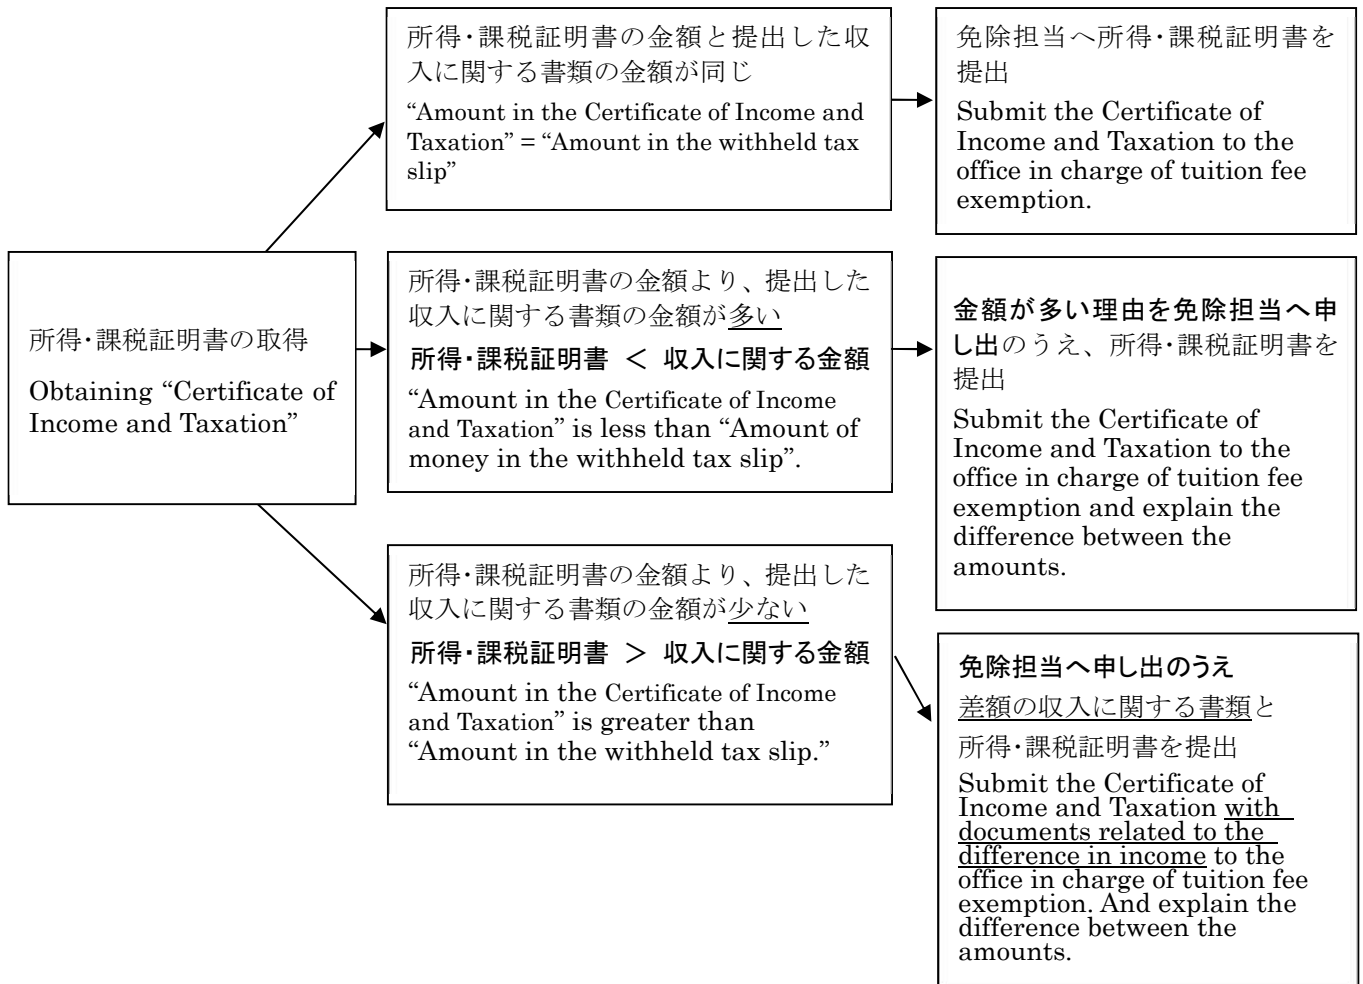 所得･課税証明書の取得
Obtaining “Certificate of
Income and Taxation”
所得･課税証明書の金額と提出した収
入に関する書類の金額が同じ
“Amount in the Certificate of Income and
Taxation” = “Amount in the withheld tax
slip”
免除担当へ所得･課税証明書を
提出
Submit the Certificate of
Income and Taxation to the
office in charge of tuition fee
exemption.
所得･課税証明書の金額より、提出した
収入に関する書類の金額が多い
所得･課税証明書 ＜ 収入に関する金額
“Amount in the Certificate of Income
and Taxation” is less than “Amount of
money in the withheld tax slip”.
金額が多い理由を免除担当へ申
し出のうえ、所得･課税証明書を
提出
Submit the Certificate of
Income and Taxation to the
office in charge of tuition fee
exemption and explain the
difference between the
amounts.
所得･課税証明書の金額より、提出した
収入に関する書類の金額が少ない
所得･課税証明書 ＞ 収入に関する金額
“Amount in the Certificate of Income
and Taxation” is greater than
“Amount in the withheld tax slip.”
免除担当へ申し出のうえ
差額の収入に関する書類と
所得･課税証明書を提出
Submit the Certificate of
Income and Taxation with
documents related to the
difference in income to the
office in charge of tuition fee
exemption. And explain the
difference between the
amounts.